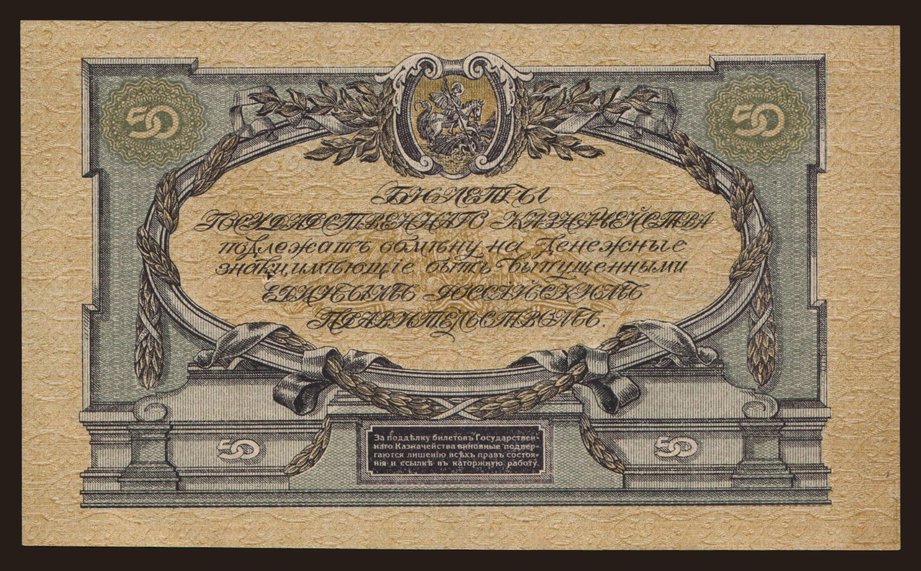 50
50
БИЛЕТЫ
ГОСУДАРСТВЕННАГО КАЗНАЧЕЙСТВА
подлежатъ обмѣну на денежные
знаки, имѣющіе быть выпущенными
ЕДИНЫМЪ РОССІЙСКИМЪ
ПРАВИТЕЛЬСТВОМЪ.
50
50
За поддѣлку билетовъ Государствен-
наго Казначейства виновные подвер-
гаются лишенію всѣхъ правъ состоя-
нія и ссылкѣ въ каторжную работу.